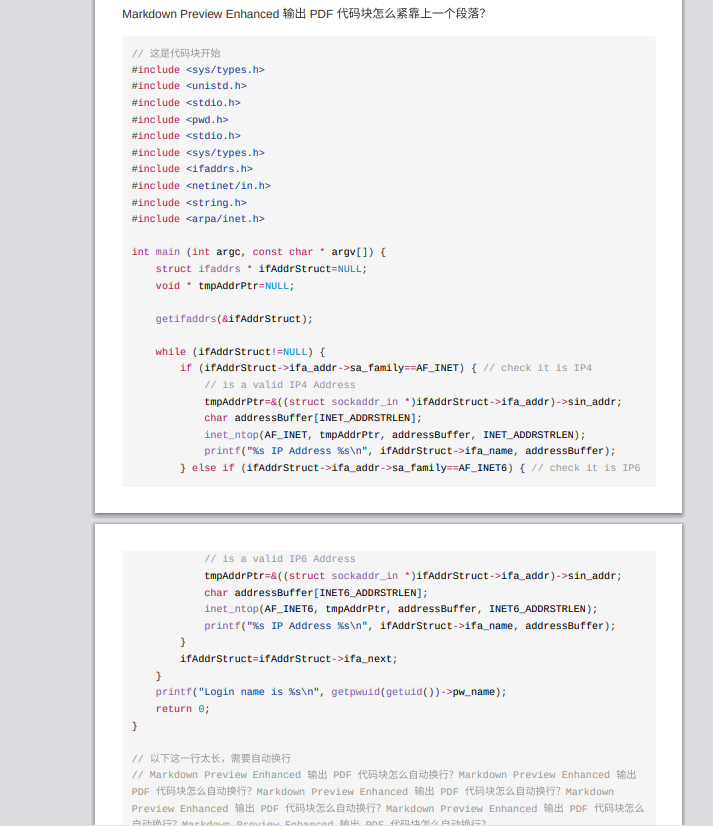 Markdown Preview Enhanced 输出 PDF 代码块怎么紧靠上一个段落?
// 这是代码块开始
#include <sys/types.h>
#include <unistd.h>
#include <stdio.h>
#include <pwd.h>
#include <stdio.h>
#include <sys/types.h>
#include <ifaddrs.h>
#include <netinet/in.h>
#include <string.h>
#include <arpa/inet.h>
int main (int argc, const char * argv[]) {
    struct ifaddrs * ifAddrStruct=NULL;
    void * tmpAddrPtr=NULL;
    getifaddrs(&ifAddrStruct);
    while (ifAddrStruct!=NULL) {
        if (ifAddrStruct->ifa_addr->sa_family==AF_INET) { // check it is IP4
            // is a valid IP4 Address
            tmpAddrPtr=&((struct sockaddr_in *)ifAddrStruct->ifa_addr)->sin_addr;
            char addressBuffer[INET_ADDRSTRLEN];
            inet_ntop(AF_INET, tmpAddrPtr, addressBuffer, INET_ADDRSTRLEN);
            printf("%s IP Address %s\n", ifAddrStruct->ifa_name, addressBuffer);
        } else if (ifAddrStruct->ifa_addr->sa_family==AF_INET6) { // check it is IP6
            // is a valid IP6 Address
            tmpAddrPtr=&((struct sockaddr_in *)ifAddrStruct->ifa_addr)->sin_addr;
            char addressBuffer[INET6_ADDRSTRLEN];
            inet_ntop(AF_INET6, tmpAddrPtr, addressBuffer, INET6_ADDRSTRLEN);
            printf("%s IP Address %s\n", ifAddrStruct->ifa_name, addressBuffer);
        }
        ifAddrStruct=ifAddrStruct->ifa_next;
    }
    printf("Login name is %s\n", getpwuid(getuid())->pw_name);
    return 0;
}
// 以下这一行太长，需要自动换行
// Markdown Preview Enhanced 输出 PDF 代码块怎么自动换行? Markdown Preview Enhanced 输出
PDF 代码块怎么自动换行? Markdown Preview Enhanced 输出 PDF 代码块怎么自动换行? Markdown
Preview Enhanced 输出 PDF 代码块怎么自动换行? Markdown Preview Enhanced 输出 PDF 代码块怎么
自动换行? Markdown Preview Enhanced 输出 PDF 代码块怎么自动换行?